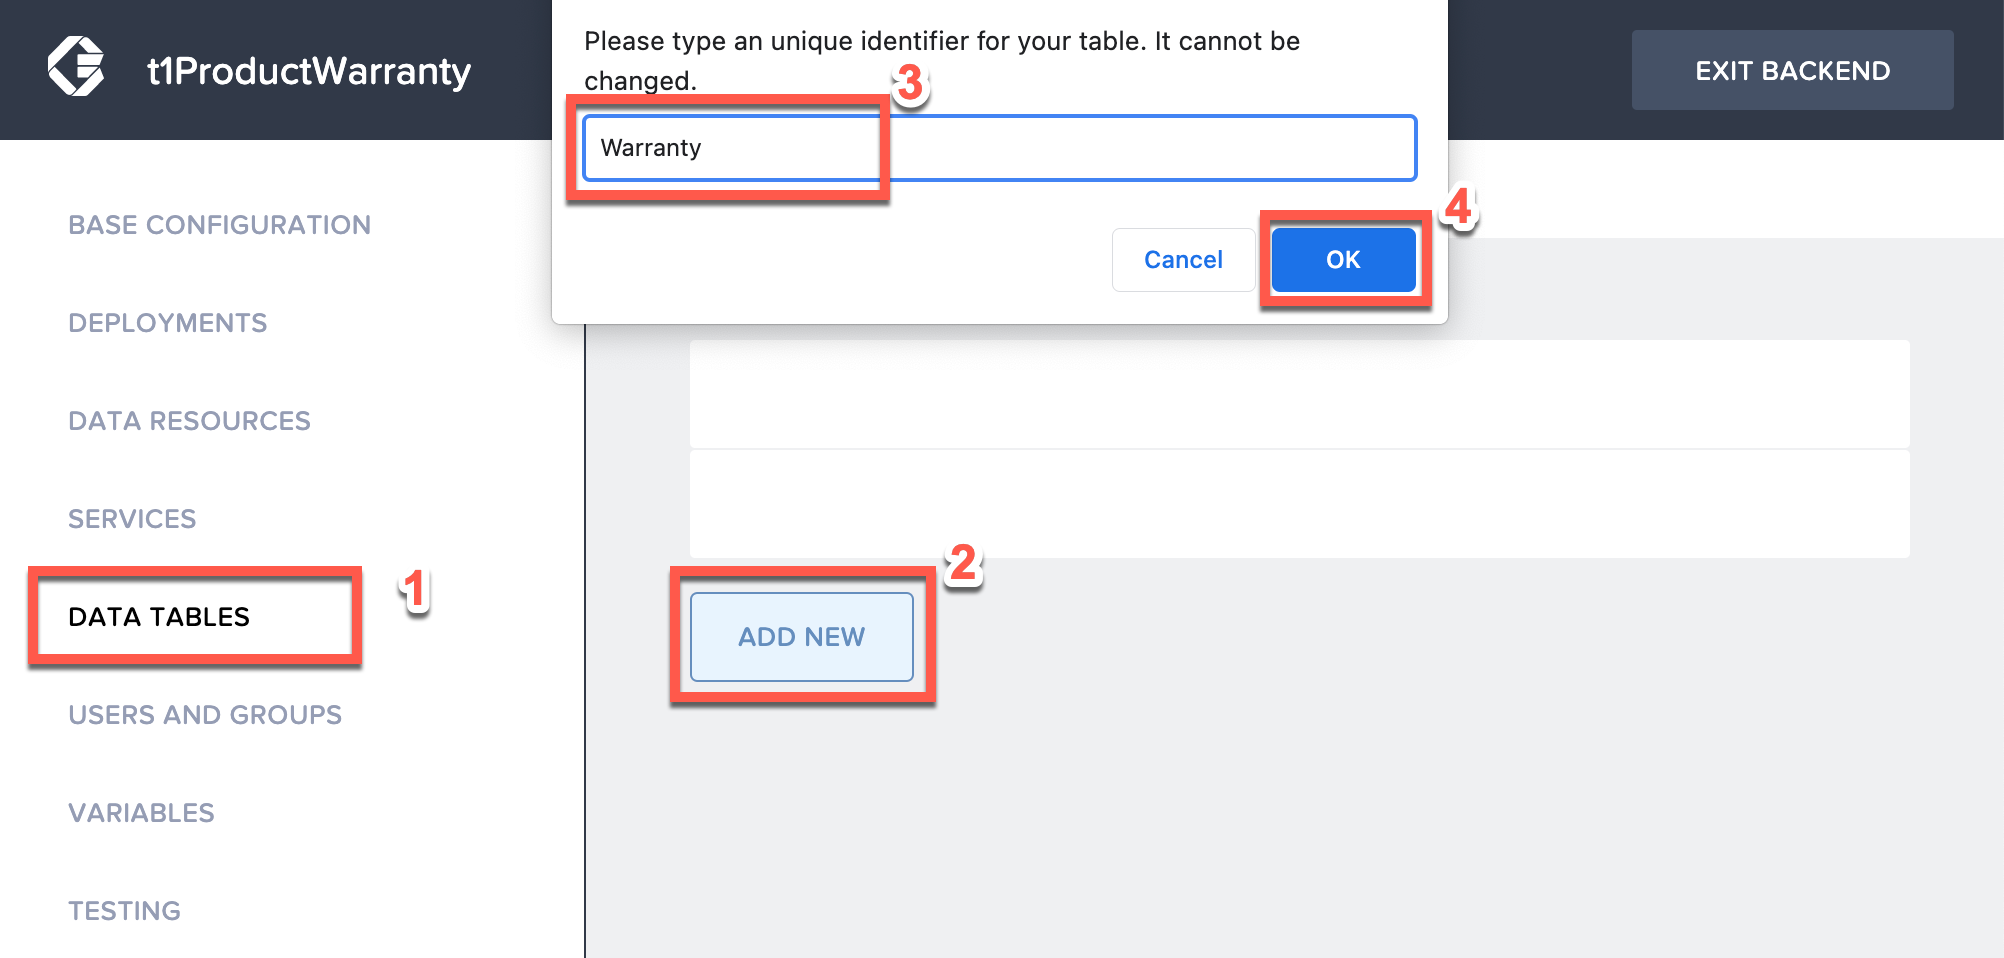 t1ProductWarranty
Please type an unique identifier for your table. It cannot be
changed.
3
Warranty
4
Cancel
OK
EXIT BACKEND
BASE CONFIGURATION
DEPLOYMENTS
DATA RESOURCES
SERVICES
DATA TABLES
1
USERS AND GROUPS
VARIABLES
TESTING
2
ADD NEW